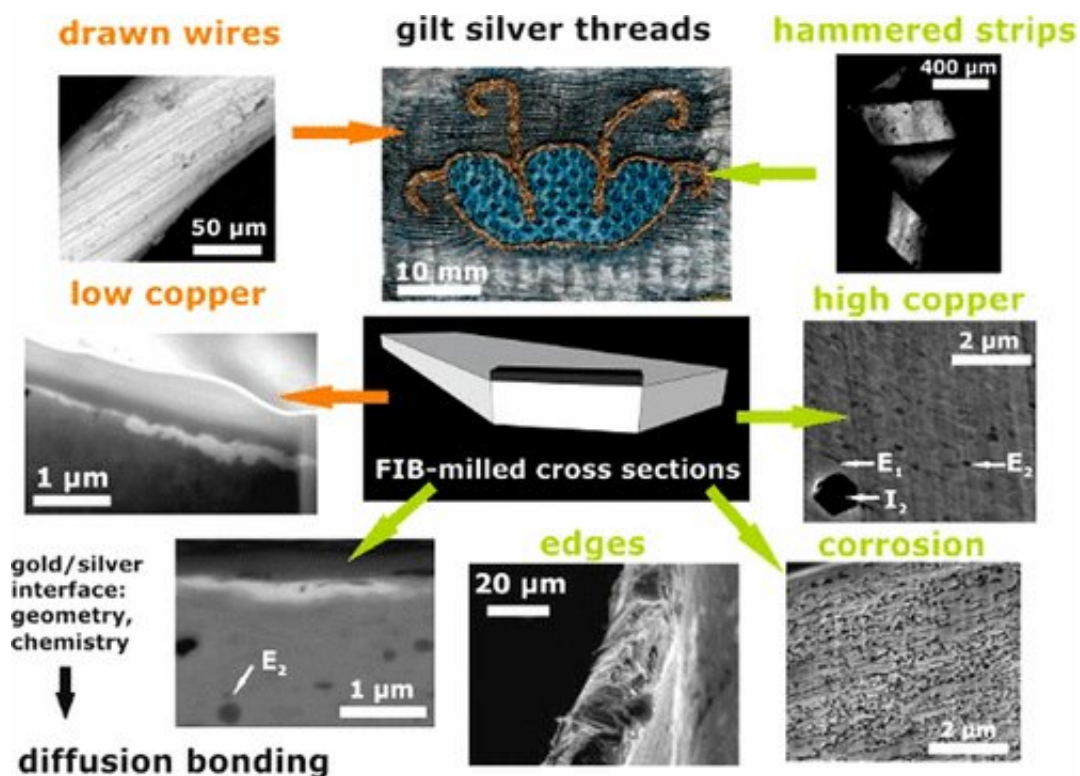 drawn wires
gilt silver threads
hammered strips
50 µm
10 mm
400 µm
low copper
high copper
1 µm
FIB-milled cross sections
2 µm
E₁
E₂
I₂
gold/silver
interface:
geometry,
chemistry
diffusion bonding
E₂
1 µm
edges
20 µm
corrosion
2 µm